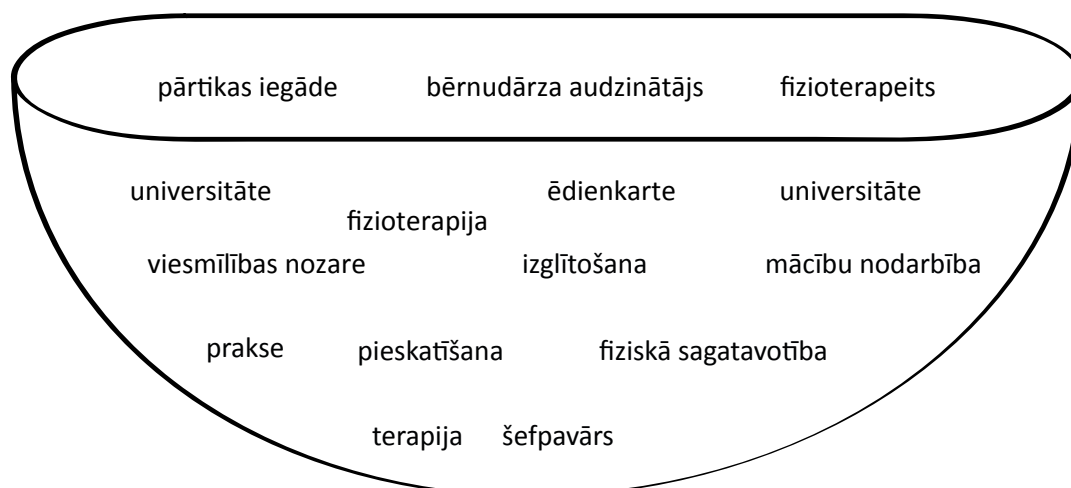 pārtikas iegāde bērnudārza audzinātājs fizioterapeits
universitāte ēdienkarte universitāte
fizioterapija
viesmīlības nozare izglītošana mācību nodarbība
prakse pieskatīšana fiziskā sagatavotība
terapija šefpavārs